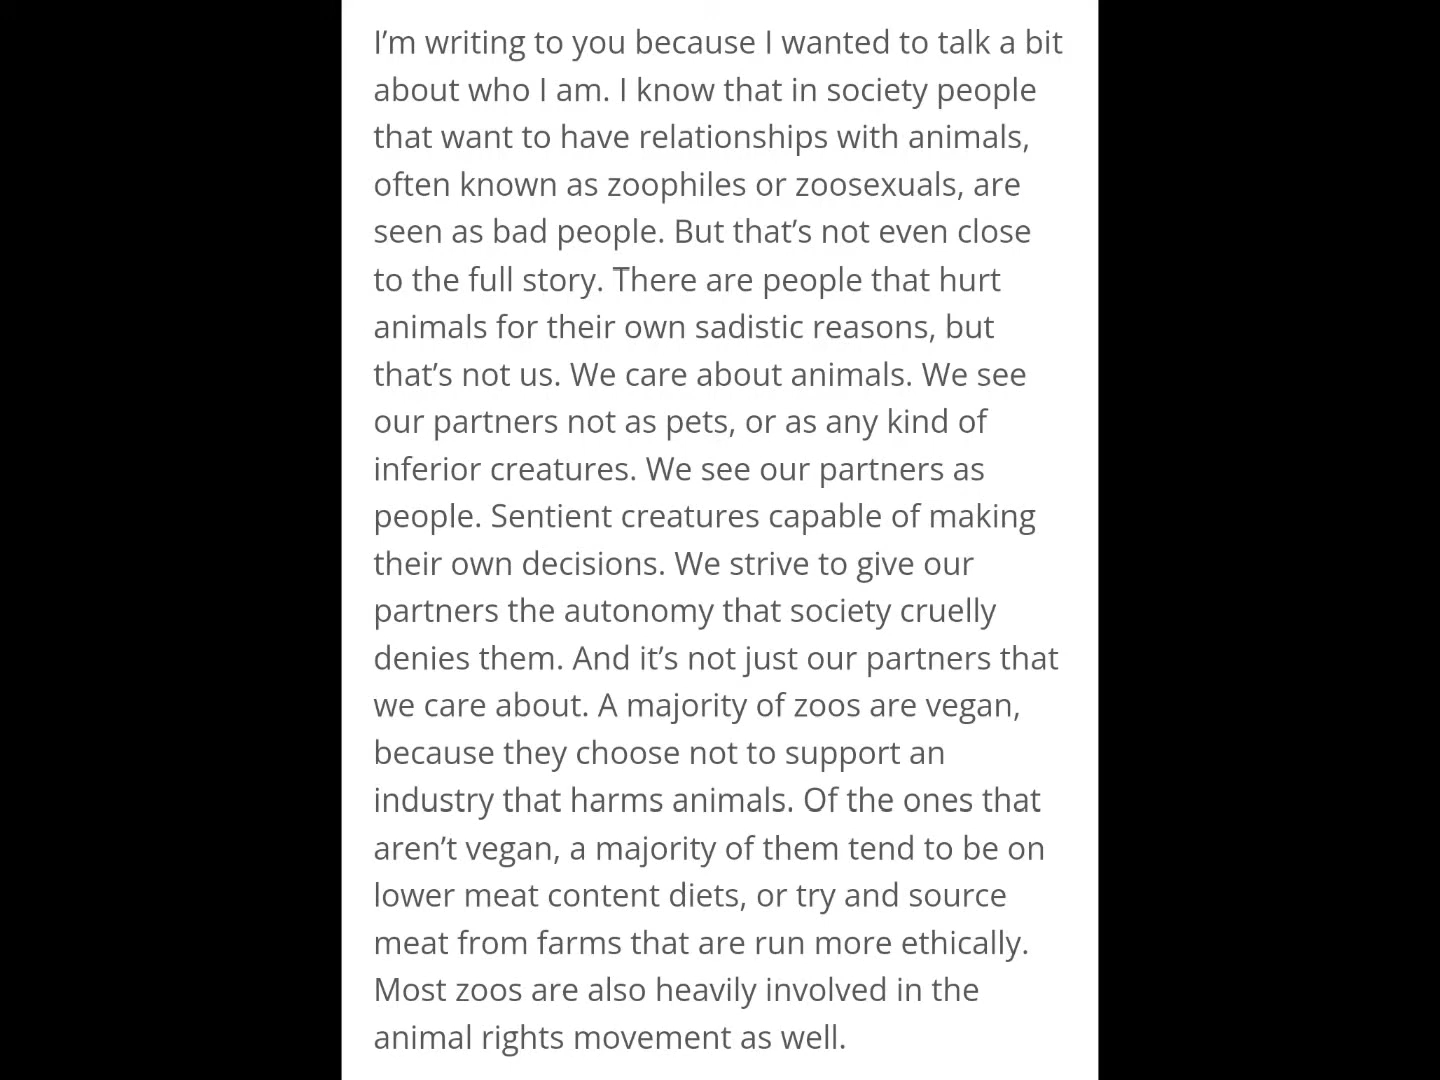 I’m writing to you because I wanted to talk a bit
about who I am. I know that in society people
that want to have relationships with animals,
often known as zoophiles or zoosexuals, are
seen as bad people. But that’s not even close
to the full story. There are people that hurt
animals for their own sadistic reasons, but
that’s not us. We care about animals. We see
our partners not as pets, or as any kind of
inferior creatures. We see our partners as
people. Sentient creatures capable of making
their own decisions. We strive to give our
partners the autonomy that society cruelly
denies them. And it’s not just our partners that
we care about. A majority of zoos are vegan,
because they choose not to support an
industry that harms animals. Of the ones that
aren’t vegan, a majority of them tend to be on
lower meat content diets, or try and source
meat from farms that are run more ethically.
Most zoos are also heavily involved in the
animal rights movement as well.